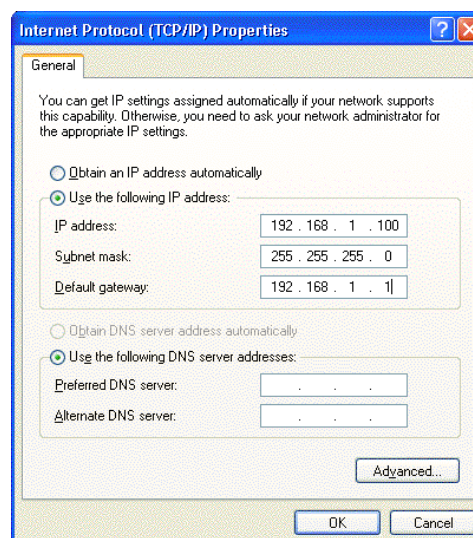 Internet Protocol (TCP/IP) Properties
General
You can get IP settings assigned automatically if your network supports
this capability. Otherwise, you need to ask your network administrator for
the appropriate IP settings.
Obtain an IP address automatically
Use the following IP address:
IP address: 192 . 168 . 1 . 100
Subnet mask: 255 . 255 . 255 . 0
Default gateway: 192 . 168 . 1 . 1
Obtain DNS server address automatically
Use the following DNS server addresses:
Preferred DNS server: . . .
Alternate DNS server: . . .
Advanced...
OK Cancel